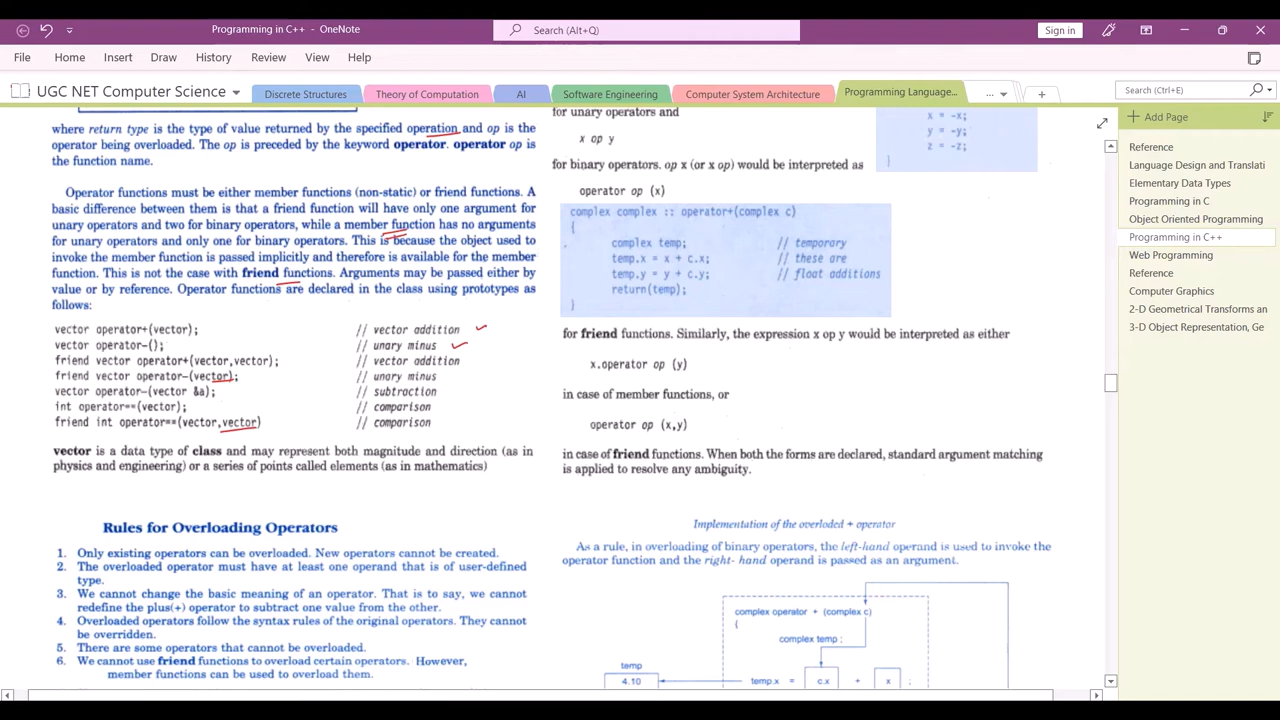 Programming in C++ - OneNote
Search (Alt+Q)
Sign in
File
Home
Insert
Draw
History
Review
View
Help
UGC NET Computer Science
Discrete Structures
Theory of Computation
AI
Software Engineering
Computer System Architecture
Programming Language...
...
Search (Ctrl+E)
where return type is the type of value returned by the specified operation and op is the
operator being overloaded. The op is preceded by the keyword operator. operator op is
the function name.
Operator functions must be either member functions (non-static) or friend functions. A
basic difference between them is that a friend function will have only one argument for
unary operators and two for binary operators, while a member function has no arguments
for unary operators and only one for binary operators. This is because the object used to
invoke the member function is passed implicitly and therefore is available for the member
function. This is not the case with friend functions. Arguments may be passed either by
value or by reference. Operator functions are declared in the class using prototypes as
follows:
vector operator+(vector); // vector addition
vector operator-(); // unary minus
friend vector operator+(vector,vector); // vector addition
friend vector operator-(vector); // unary minus
vector operator-(vector &a); // subtraction
int operator==(vector); // comparison
friend int operator==(vector,vector) // comparison
vector is a data type of class and may represent both magnitude and direction (as in
physics and engineering) or a series of points called elements (as in mathematics)
Rules for Overloading Operators
1. Only existing operators can be overloaded. New operators cannot be created.
2. The overloaded operator must have at least one operand that is of user-defined
type.
3. We cannot change the basic meaning of an operator. That is to say, we cannot
redefine the plus(+) operator to subtract one value from the other.
4. Overloaded operators follow the syntax rules of the original operators. They cannot
be overridden.
5. There are some operators that cannot be overloaded.
6. We cannot use friend functions to overload certain operators. However,
member functions can be used to overload them.
for unary operators and
x op y
for binary operators. op x (or x op) would be interpreted as
operator op (x)
complex complex :: operator+(complex c)
{
complex temp; // temporary
temp.x = x + c.x; // these are
temp.y = y + c.y; // float additions
return(temp);
}
for friend functions. Similarly, the expression x op y would be interpreted as either
x.operator op (y)
in case of member functions, or
operator op (x,y)
in case of friend functions. When both the forms are declared, standard argument matching
is applied to resolve any ambiguity.
Implementation of the overloded + operator
As a rule, in overloading of binary operators, the left-hand operand is used to invoke the
operator function and the right- hand operand is passed as an argument.
complex operator + (complex c)
{
complex temp ;
temp
4.10
temp.x = c.x + x ;
x = -x;
y = -y;
z = -z;
}
Add Page
Reference
Language Design and Translati
Elementary Data Types
Programming in C
Object Oriented Programming
Programming in C++
Web Programming
Reference
Computer Graphics
2-D Geometrical Transforms an
3-D Object Representation, Ge